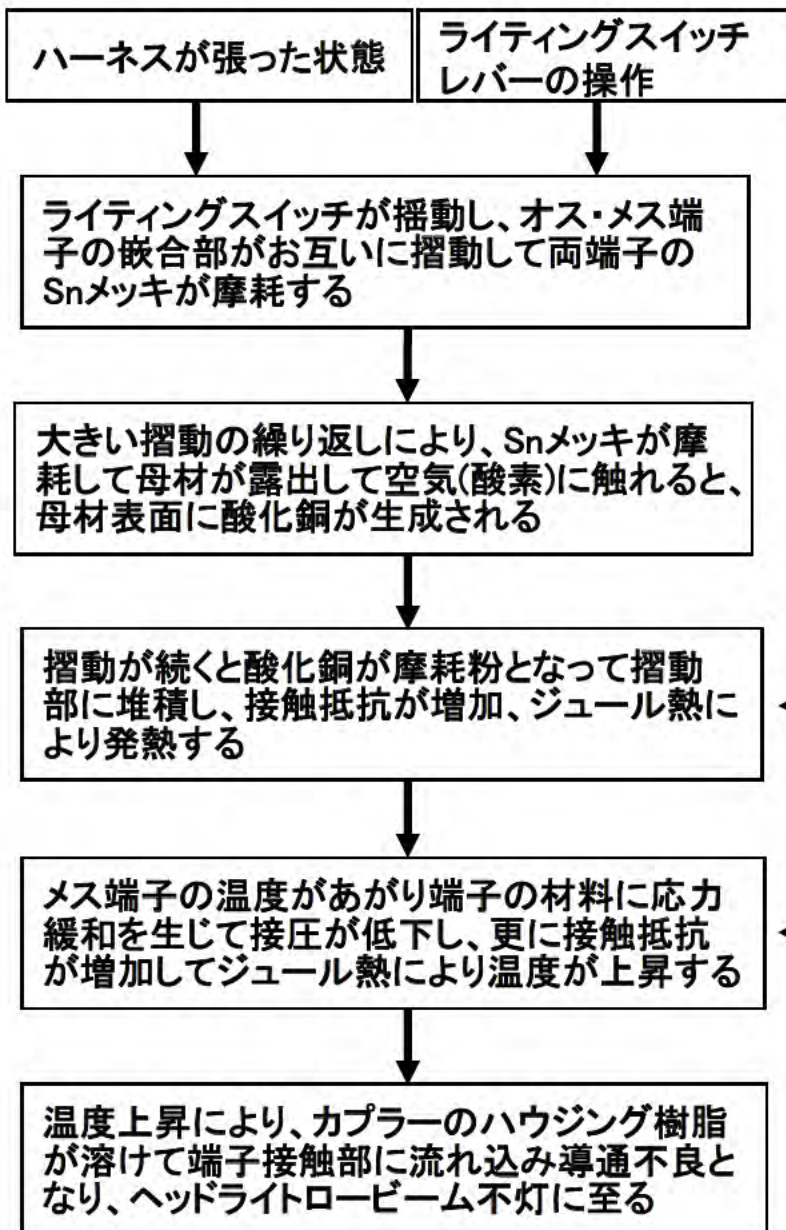 ハーネスが張った状態
ライティングスイッチ
レバーの操作
ライティングスイッチが揺動し、オス・メス端
子の嵌合部がお互いに摺動して両端子の
Snメッキが摩耗する
大きい摺動の繰り返しにより、Snメッキが摩
耗して母材が露出して空気(酸素)に触れると、
母材表面に酸化銅が生成される
摺動が続くと酸化銅が摩耗粉となって摺動
部に堆積し、接触抵抗が増加、ジュール熱に
より発熱する
メス端子の温度があがり端子の材料に応力
緩和を生じて接圧が低下し、更に接触抵抗
が増加してジュール熱により温度が上昇する
温度上昇により、カプラーのハウジング樹脂
が溶けて端子接触部に流れ込み導通不良と
なり、ヘッドライトロービーム不灯に至る